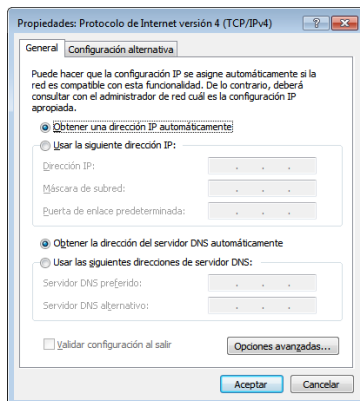 Propiedades: Protocolo de Internet versión 4 (TCP/IPv4)
General
Configuración alternativa
Puede hacer que la configuración IP se asigne automáticamente si la
red es compatible con esta funcionalidad. De lo contrario, deberá
consultar con el administrador de red cuál es la configuración IP
apropiada.
Obtener una dirección IP automáticamente
Usar la siguiente dirección IP:
Dirección IP:
Máscara de subred:
Puerta de enlace predeterminada:
Obtener la dirección del servidor DNS automáticamente
Usar las siguientes direcciones de servidor DNS:
Servidor DNS preferido:
Servidor DNS alternativo:
Validar configuración al salir
Opciones avanzadas...
Aceptar
Cancelar